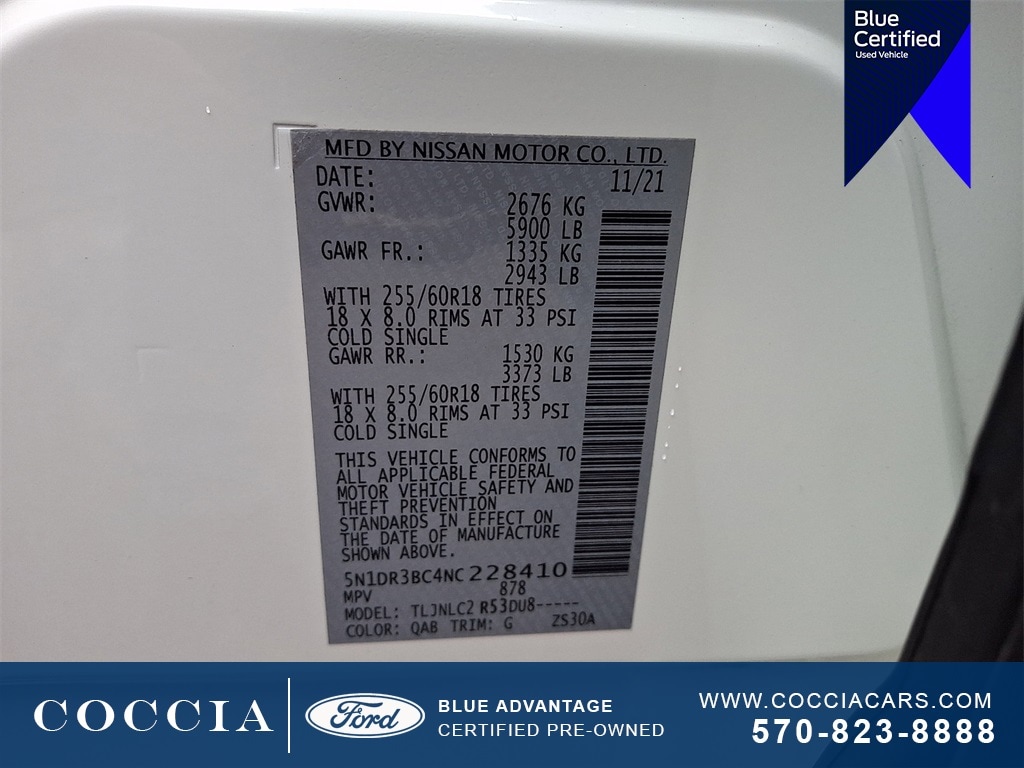 Blue
Certified
Used Vehicle
MFD BY NISSAN MOTOR CO., LTD.
DATE: 11/21
GVWR: 2676 KG
5900 LB
GAWR FR.: 1335 KG
2943 LB
WITH 255/60R18 TIRES
18 X 8.0 RIMS AT 33 PSI
COLD SINGLE
GAWR RR.: 1530 KG
3373 LB
WITH 255/60R18 TIRES
18 X 8.0 RIMS AT 33 PSI
COLD SINGLE
THIS VEHICLE CONFORMS TO
ALL APPLICABLE FEDERAL
MOTOR VEHICLE SAFETY AND
THEFT PREVENTION
STANDARDS IN EFFECT ON
THE DATE OF MANUFACTURE
SHOWN ABOVE.
5N1DR3BC4NC228410
MPV 878
MODEL: TLJNLC2 R53DU8-----
COLOR: QAB TRIM: G ZS30A
COCCIA
Ford
BLUE ADVANTAGE
CERTIFIED PRE-OWNED
WWW.COCCIACARS.COM
570-823-8888